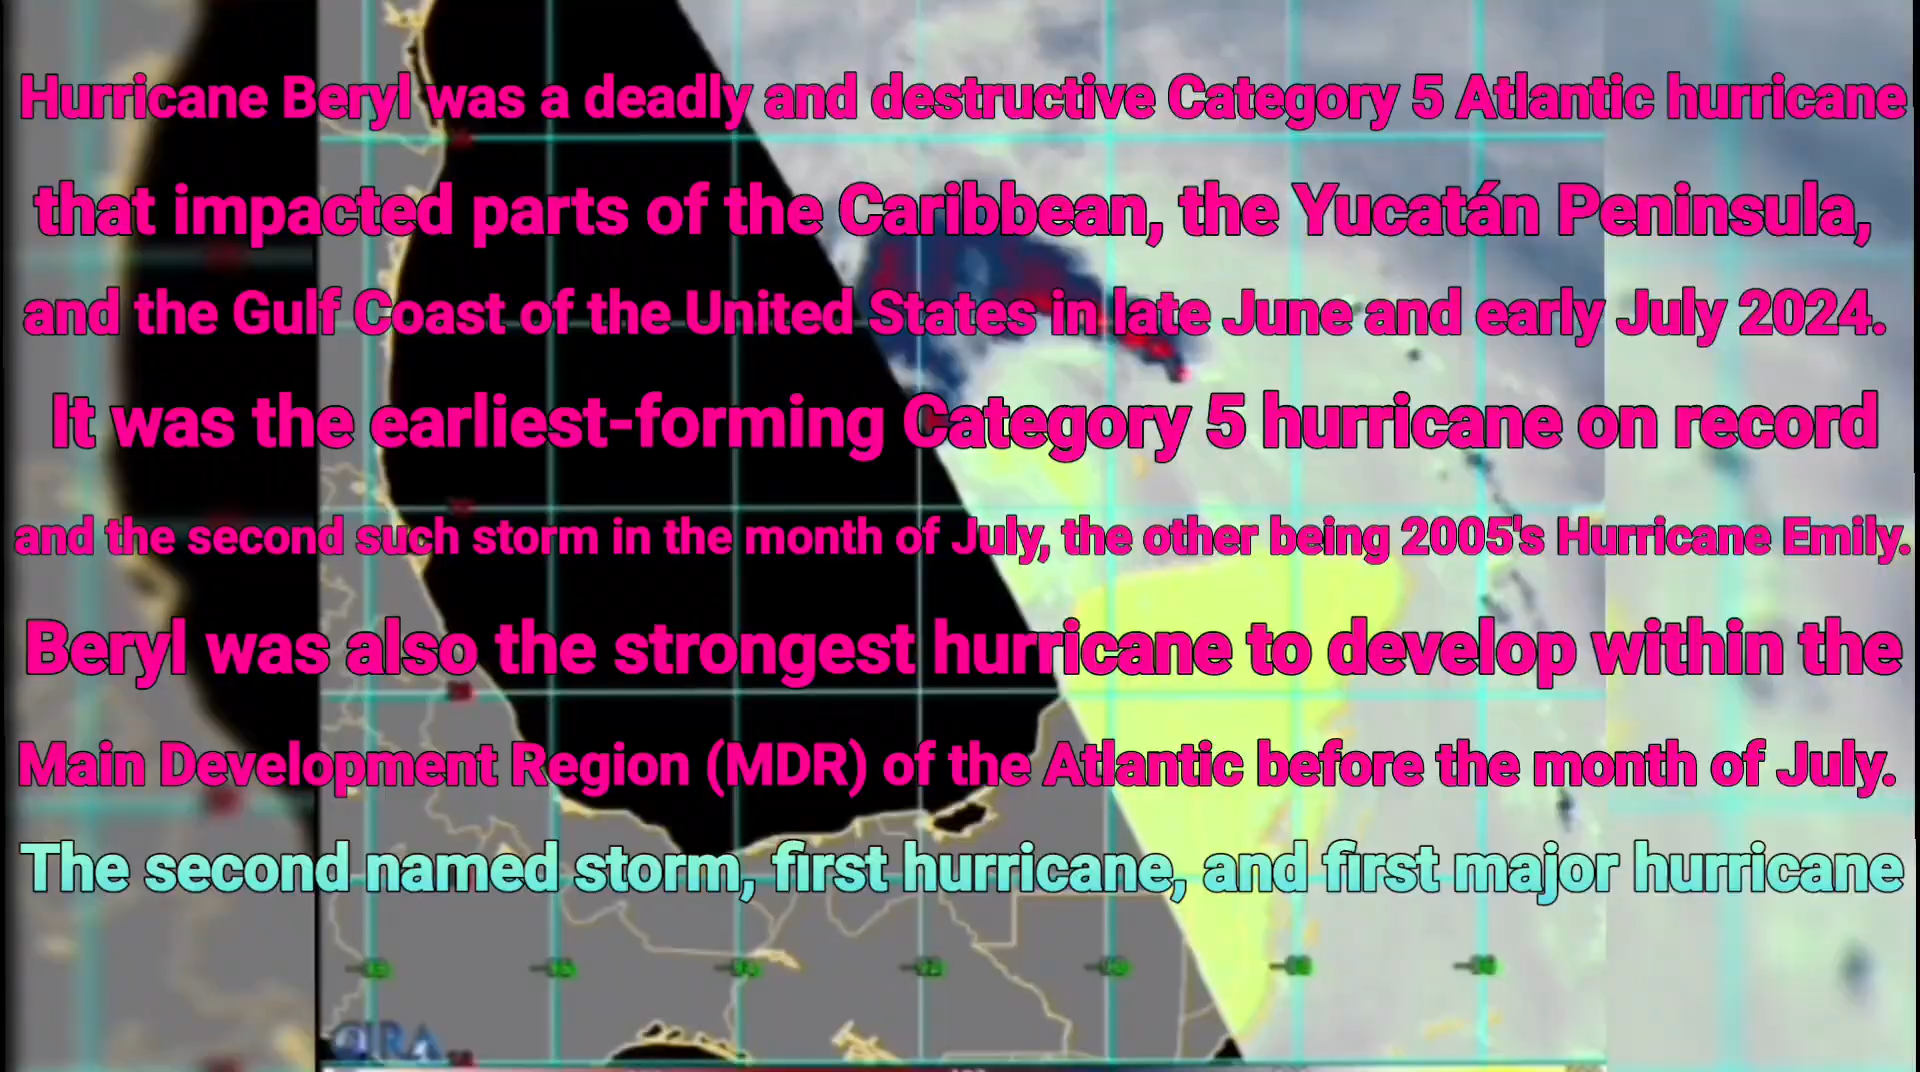 Hurricane Beryl was a deadly and destructive Category 5 Atlantic hurricane
that impacted parts of the Caribbean, the Yucatán Peninsula,
and the Gulf Coast of the United States in late June and early July 2024.
It was the earliest-forming Category 5 hurricane on record
and the second such storm in the month of July, the other being 2005's Hurricane Emily.
Beryl was also the strongest hurricane to develop within the
Main Development Region (MDR) of the Atlantic before the month of July.
The second named storm, first hurricane, and first major hurricane
CIRA